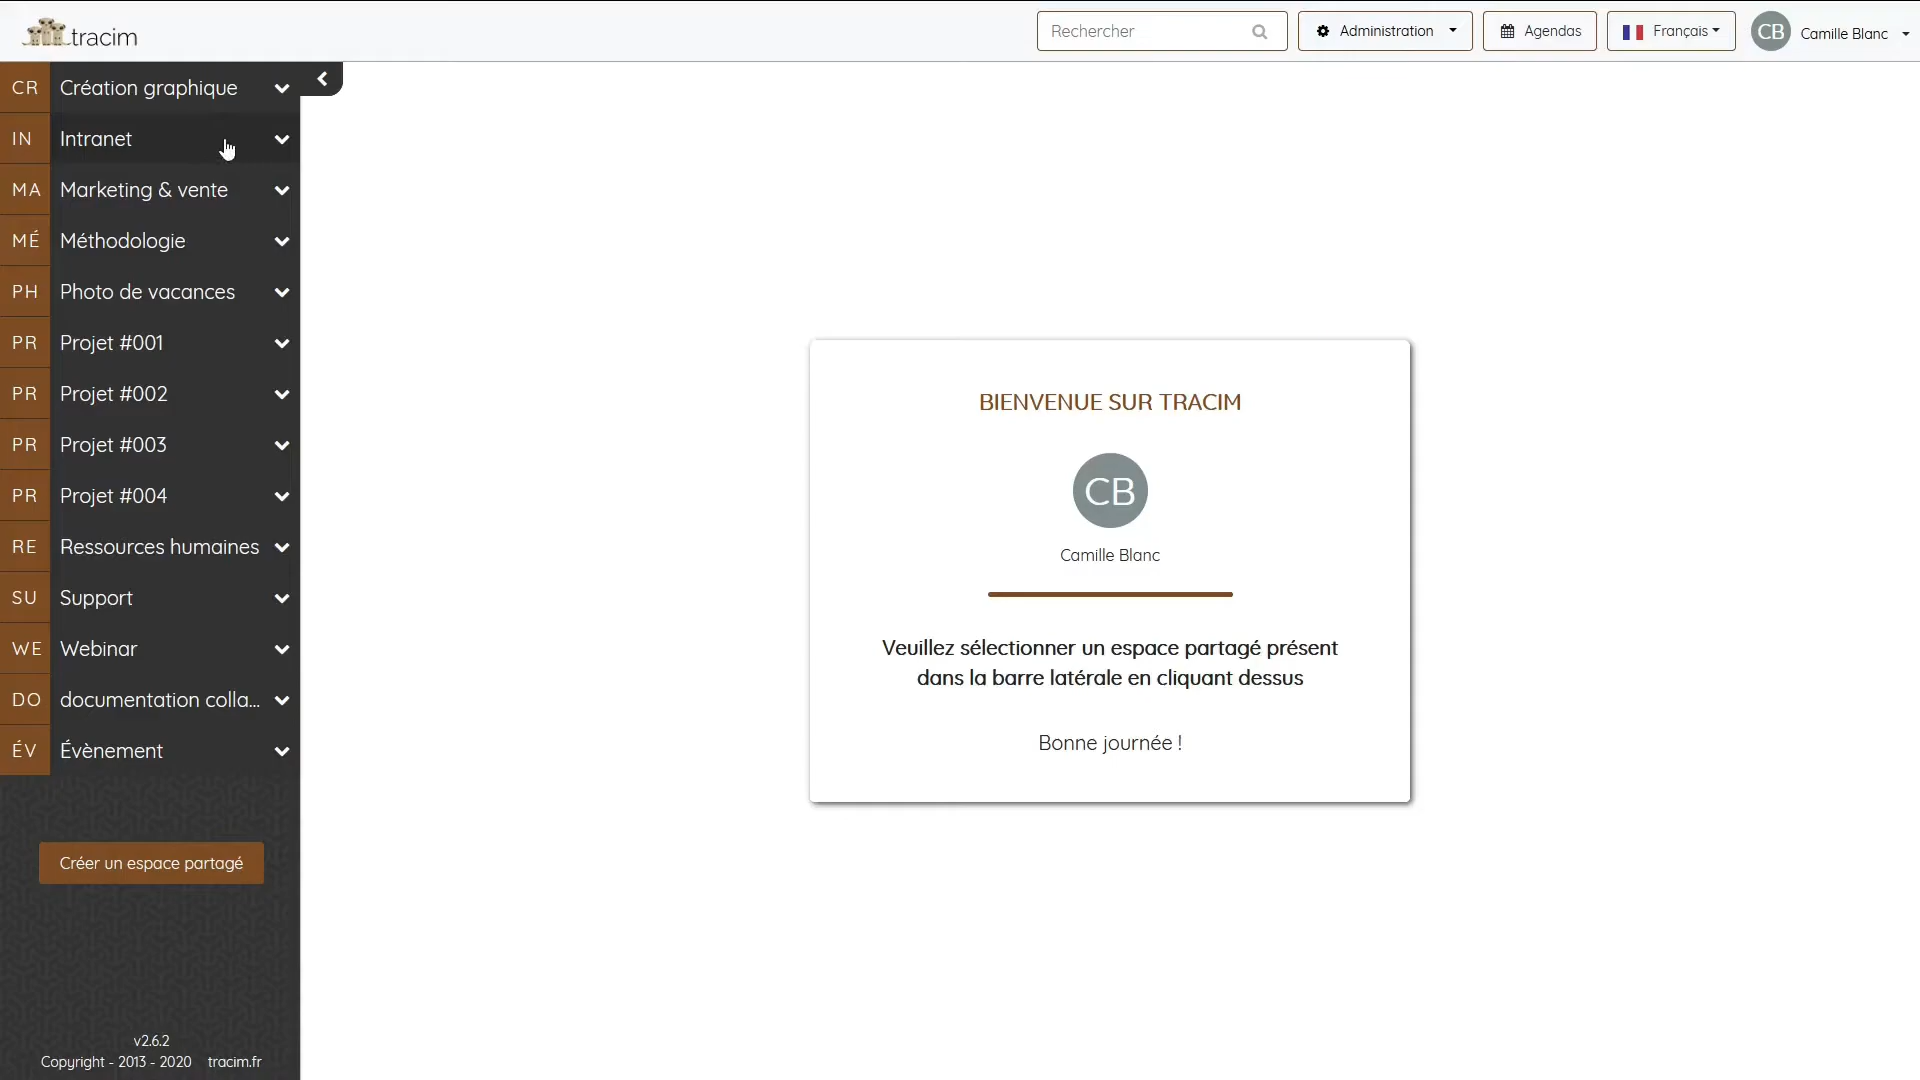 tracim
Rechercher
Administration
Agendas
Français
CB
Camille Blanc
CR Création graphique
IN Intranet
MA Marketing & vente
MÉ Méthodologie
PH Photo de vacances
PR Projet #001
PR Projet #002
PR Projet #003
PR Projet #004
RE Ressources humaines
SU Support
WE Webinar
DO documentation colla...
ÉV Évènement
Créer un espace partagé
v2.6.2
Copyright - 2013 - 2020 tracim.fr
BIENVENUE SUR TRACIM
CB
Camille Blanc
Veuillez sélectionner un espace partagé présent
dans la barre latérale en cliquant dessus
Bonne journée !